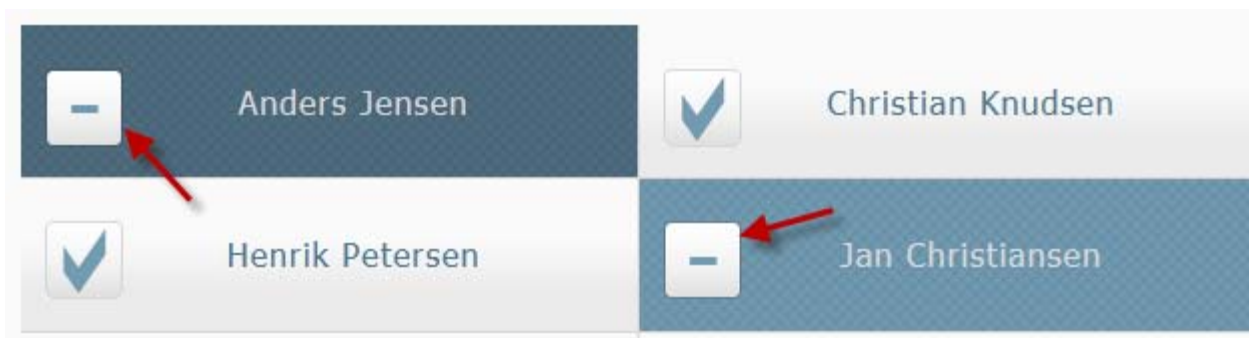 Anders Jensen
Christian Knudsen
Henrik Petersen
Jan Christiansen